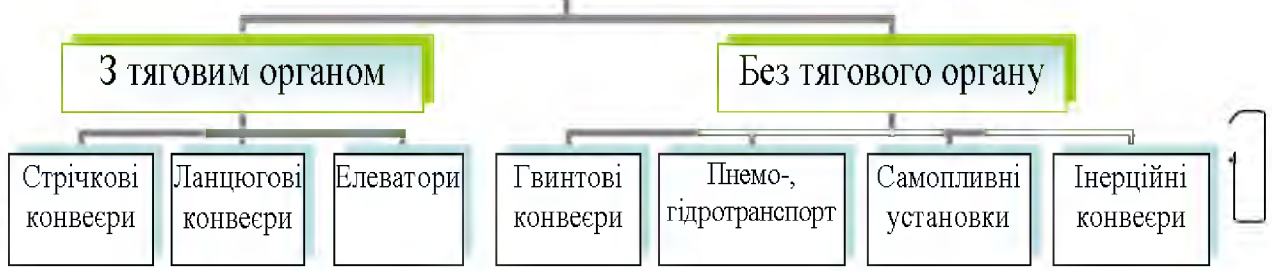 З тяговим органом
Без тягового органу
Стрічкові
конвеєри
Ланцюгові
конвеєри
Елеватори
Гвинтові
конвеєри
Пнемо-,
гідротранспорт
Самопливні
установки
Інерційні
конвеєри